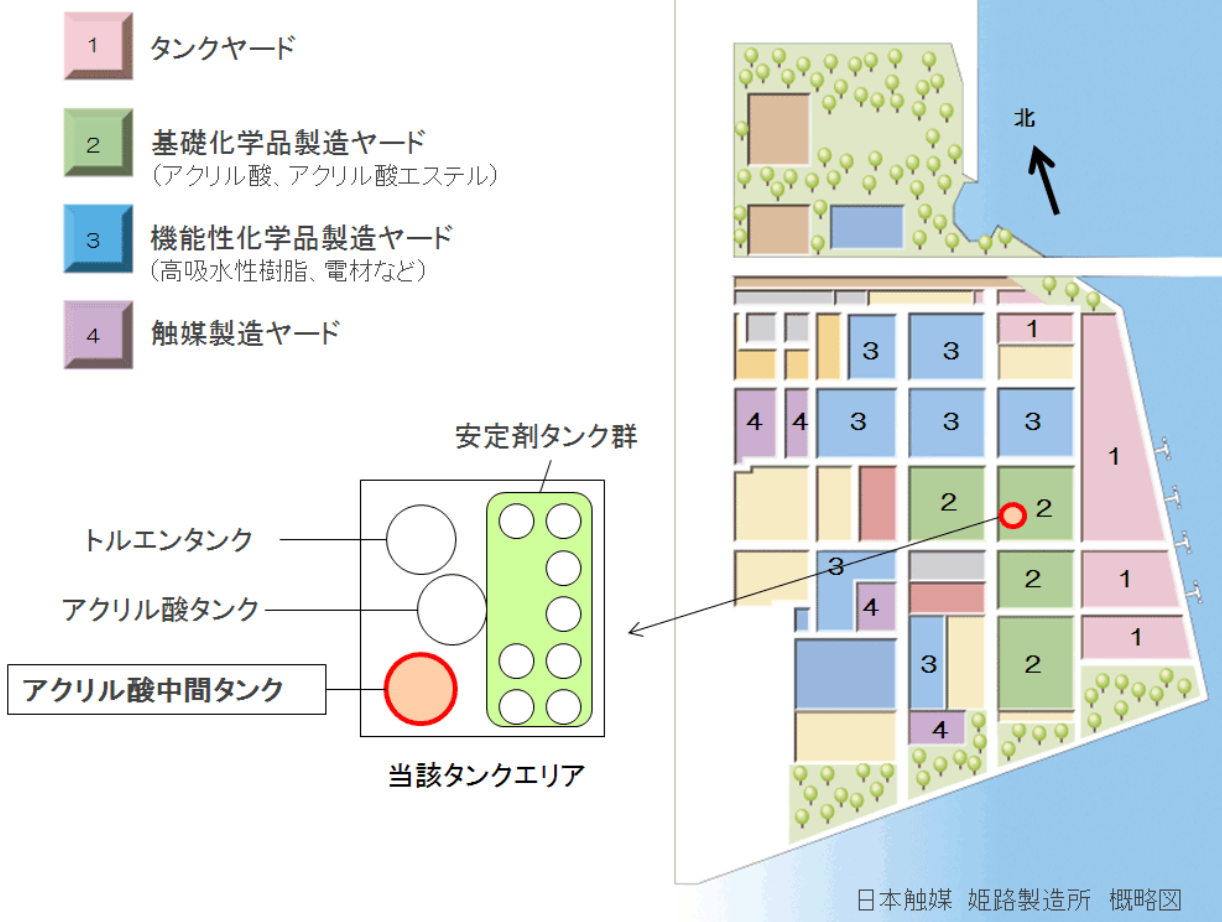 1
タンクヤード
2
基礎化学品製造ヤード
(アクリル酸、アクリル酸エステル)
3
機能性化学品製造ヤード
(高吸水性樹脂、電材など)
4
触媒製造ヤード
安定剤タンク群
トルエンタンク
アクリル酸タンク
アクリル酸中間タンク
当該タンクエリア
北
1
3
3
4
4
3
3
3
1
2
2
3
2
1
4
1
3
2
4
日本触媒 姫路製造所 概略図